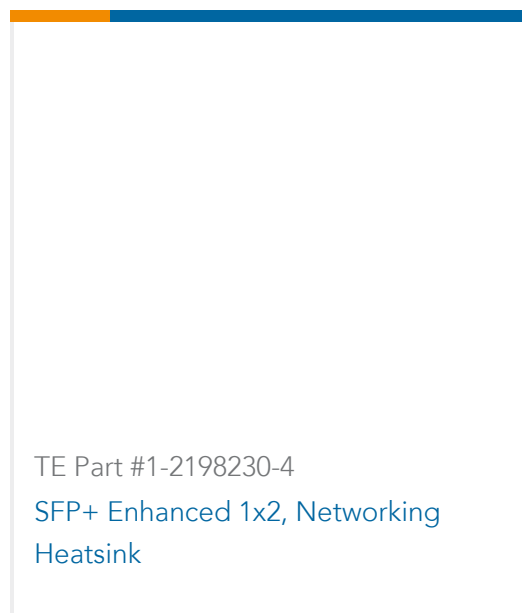 TE Part #1-2198230-4
SFP+ Enhanced 1x2, Networking
Heatsink